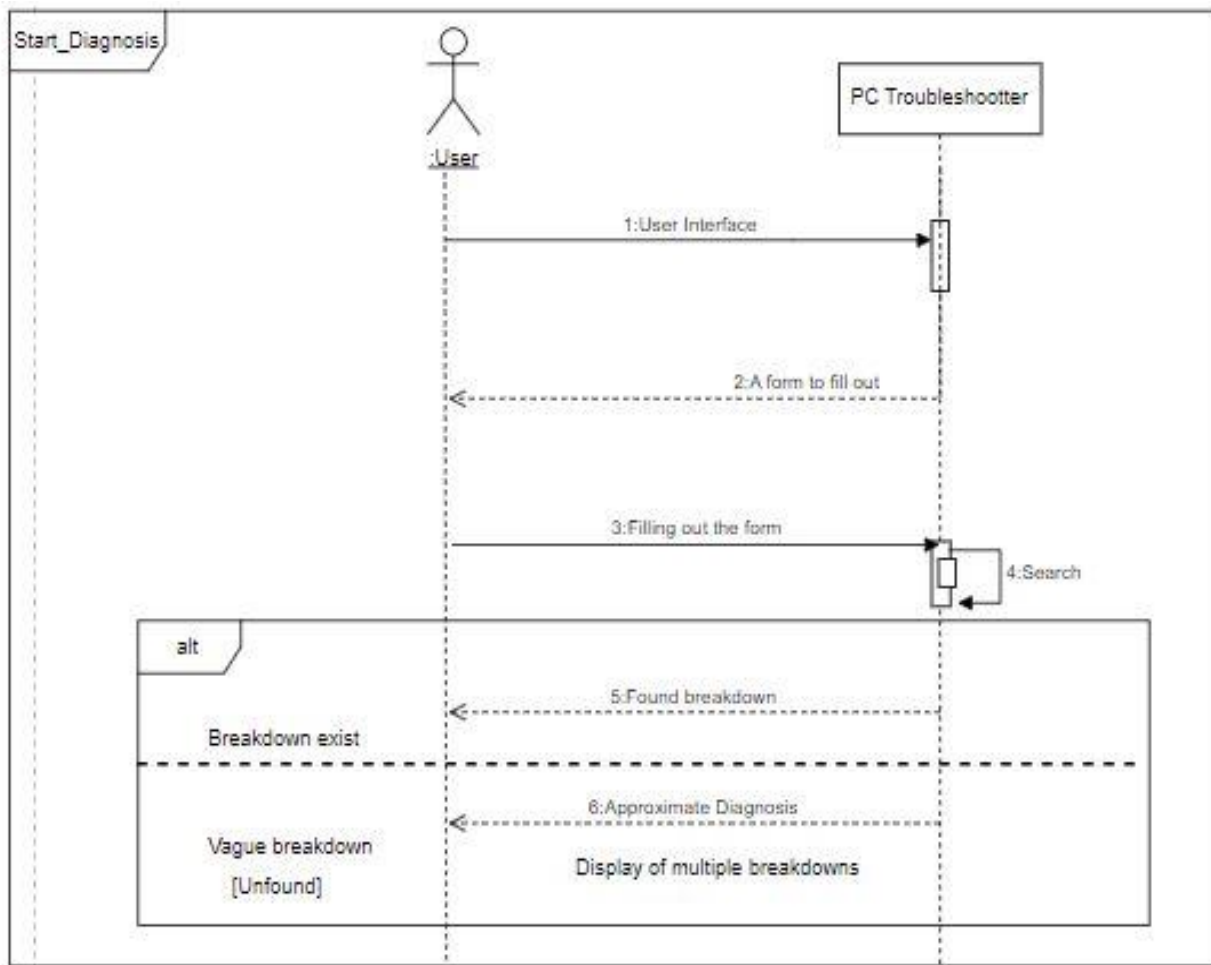 Start_Diagnosis
PC Troubleshootter
:User
1:User Interface
2:A form to fill out
3:Filling out the form
4:Search
alt
5:Found breakdown
Breakdown exist
6:Approximate Diagnosis
Vague breakdown
Display of multiple breakdowns
[Unfound]